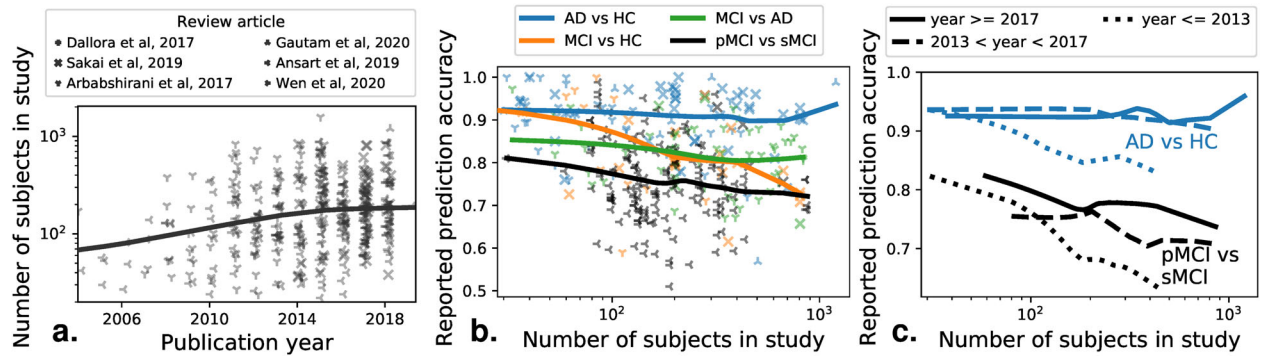 Review article
Dallora et al, 2017
Sakai et al, 2019
Arbabshirani et al, 2017
Gautam et al, 2020
Ansart et al, 2019
Wen et al, 2020
Number of subjects in study
10³
10²
2006
2010
2014
2018
a.
Publication year
AD vs HC
MCI vs HC
MCI vs AD
pMCI vs sMCI
Reported prediction accuracy
1.0
0.9
0.8
0.7
0.6
0.5
10²
10³
b.
Number of subjects in study
year >= 2017
2013 < year < 2017
year <= 2013
Reported prediction accuracy
1.0
0.9
0.8
0.7
AD vs HC
pMCI vs
sMCI
10²
10³
c.
Number of subjects in study